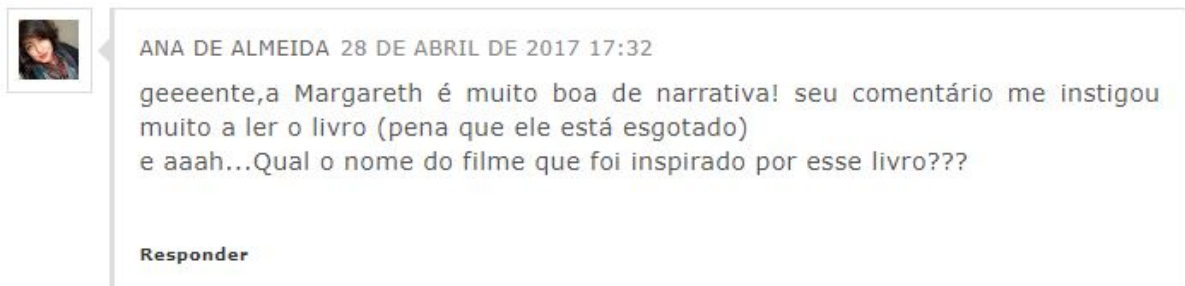 ANA DE ALMEIDA 28 DE ABRIL DE 2017 17:32
geeeente,a Margareth é muito boa de narrativa! seu comentário me instigou
muito a ler o livro (pena que ele está esgotado)
e aaah...Qual o nome do filme que foi inspirado por esse livro???
Responder